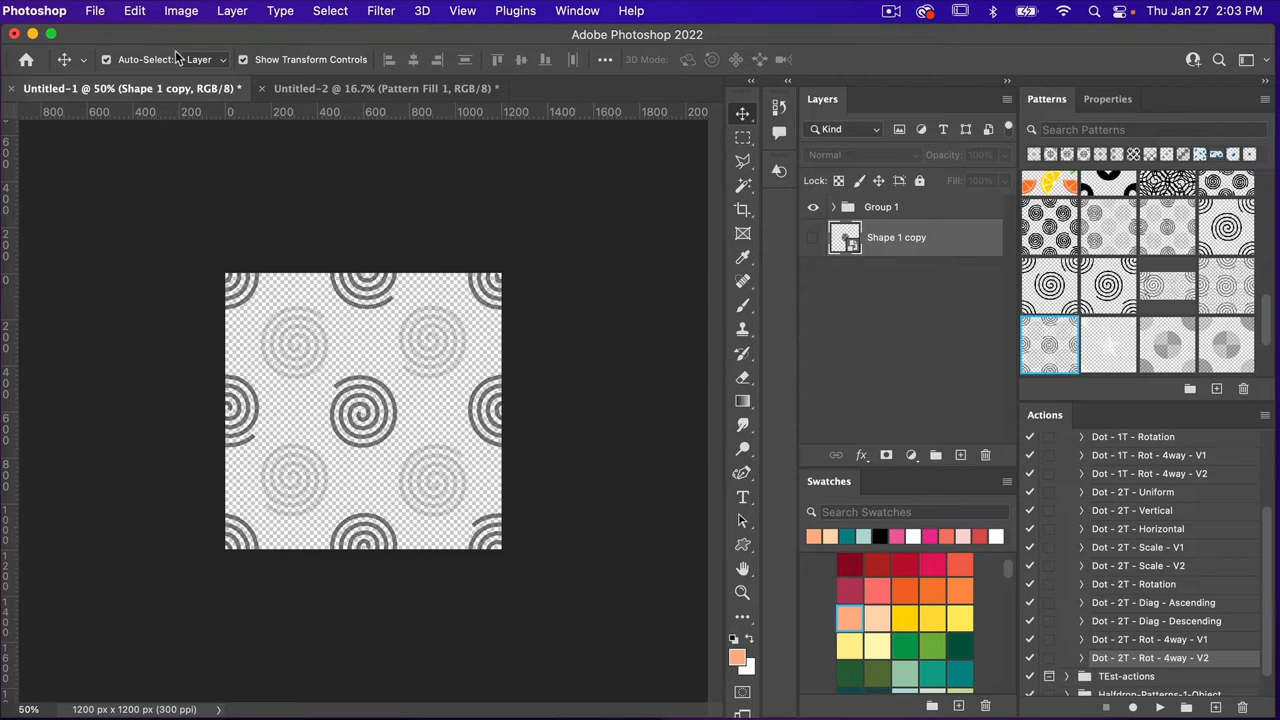 Photoshop File Edit Image Layer Type Select Filter 3D View Plugins Window Help Thu Jan 27 2:03 PM
Adobe Photoshop 2022
Auto-Select: Layer Show Transform Controls 3D Mode:
× Untitled-1 @ 50% (Shape 1 copy, RGB/8) * × Untitled-2 @ 16.7% (Pattern Fill 1, RGB/8) *
800 600 400 200 0 200 400 600 800 1000 1200 1400 1600 1800 2000
Layers
Kind
Normal Opacity: 100%
Lock: Fill: 100%
Group 1
Shape 1 copy
Swatches
Search Swatches
Patterns Properties
Search Patterns
Actions
Dot - 1T - Rotation
Dot - 1T - Rot - 4way - V1
Dot - 1T - Rot - 4way - V2
Dot - 2T - Uniform
Dot - 2T - Vertical
Dot - 2T - Horizontal
Dot - 2T - Scale - V1
Dot - 2T - Scale - V2
Dot - 2T - Rotation
Dot - 2T - Diag - Ascending
Dot - 2T - Diag - Descending
Dot - 2T - Rot - 4way - V1
Dot - 2T - Rot - 4way - V2
TEst-actions
Halfdrop-Patterns-1-Object
50% 1200 px x 1200 px (300 ppi)